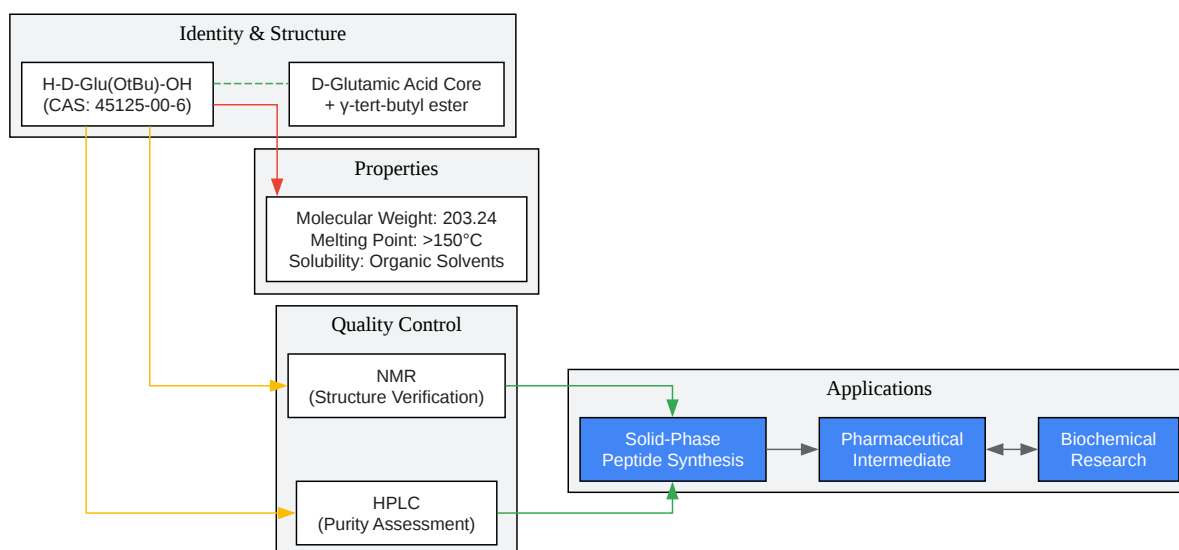 Identity & Structure
H-D-Glu(OtBu)-OH
(CAS: 45125-00-6)
D-Glutamic Acid Core
+ γ-tert-butyl ester
Properties
Molecular Weight: 203.24
Melting Point: >150°C
Solubility: Organic Solvents
Quality Control
NMR
(Structure Verification)
HPLC
(Purity Assessment)
Applications
Solid-Phase
Peptide Synthesis
Pharmaceutical
Intermediate
Biochemical
Research